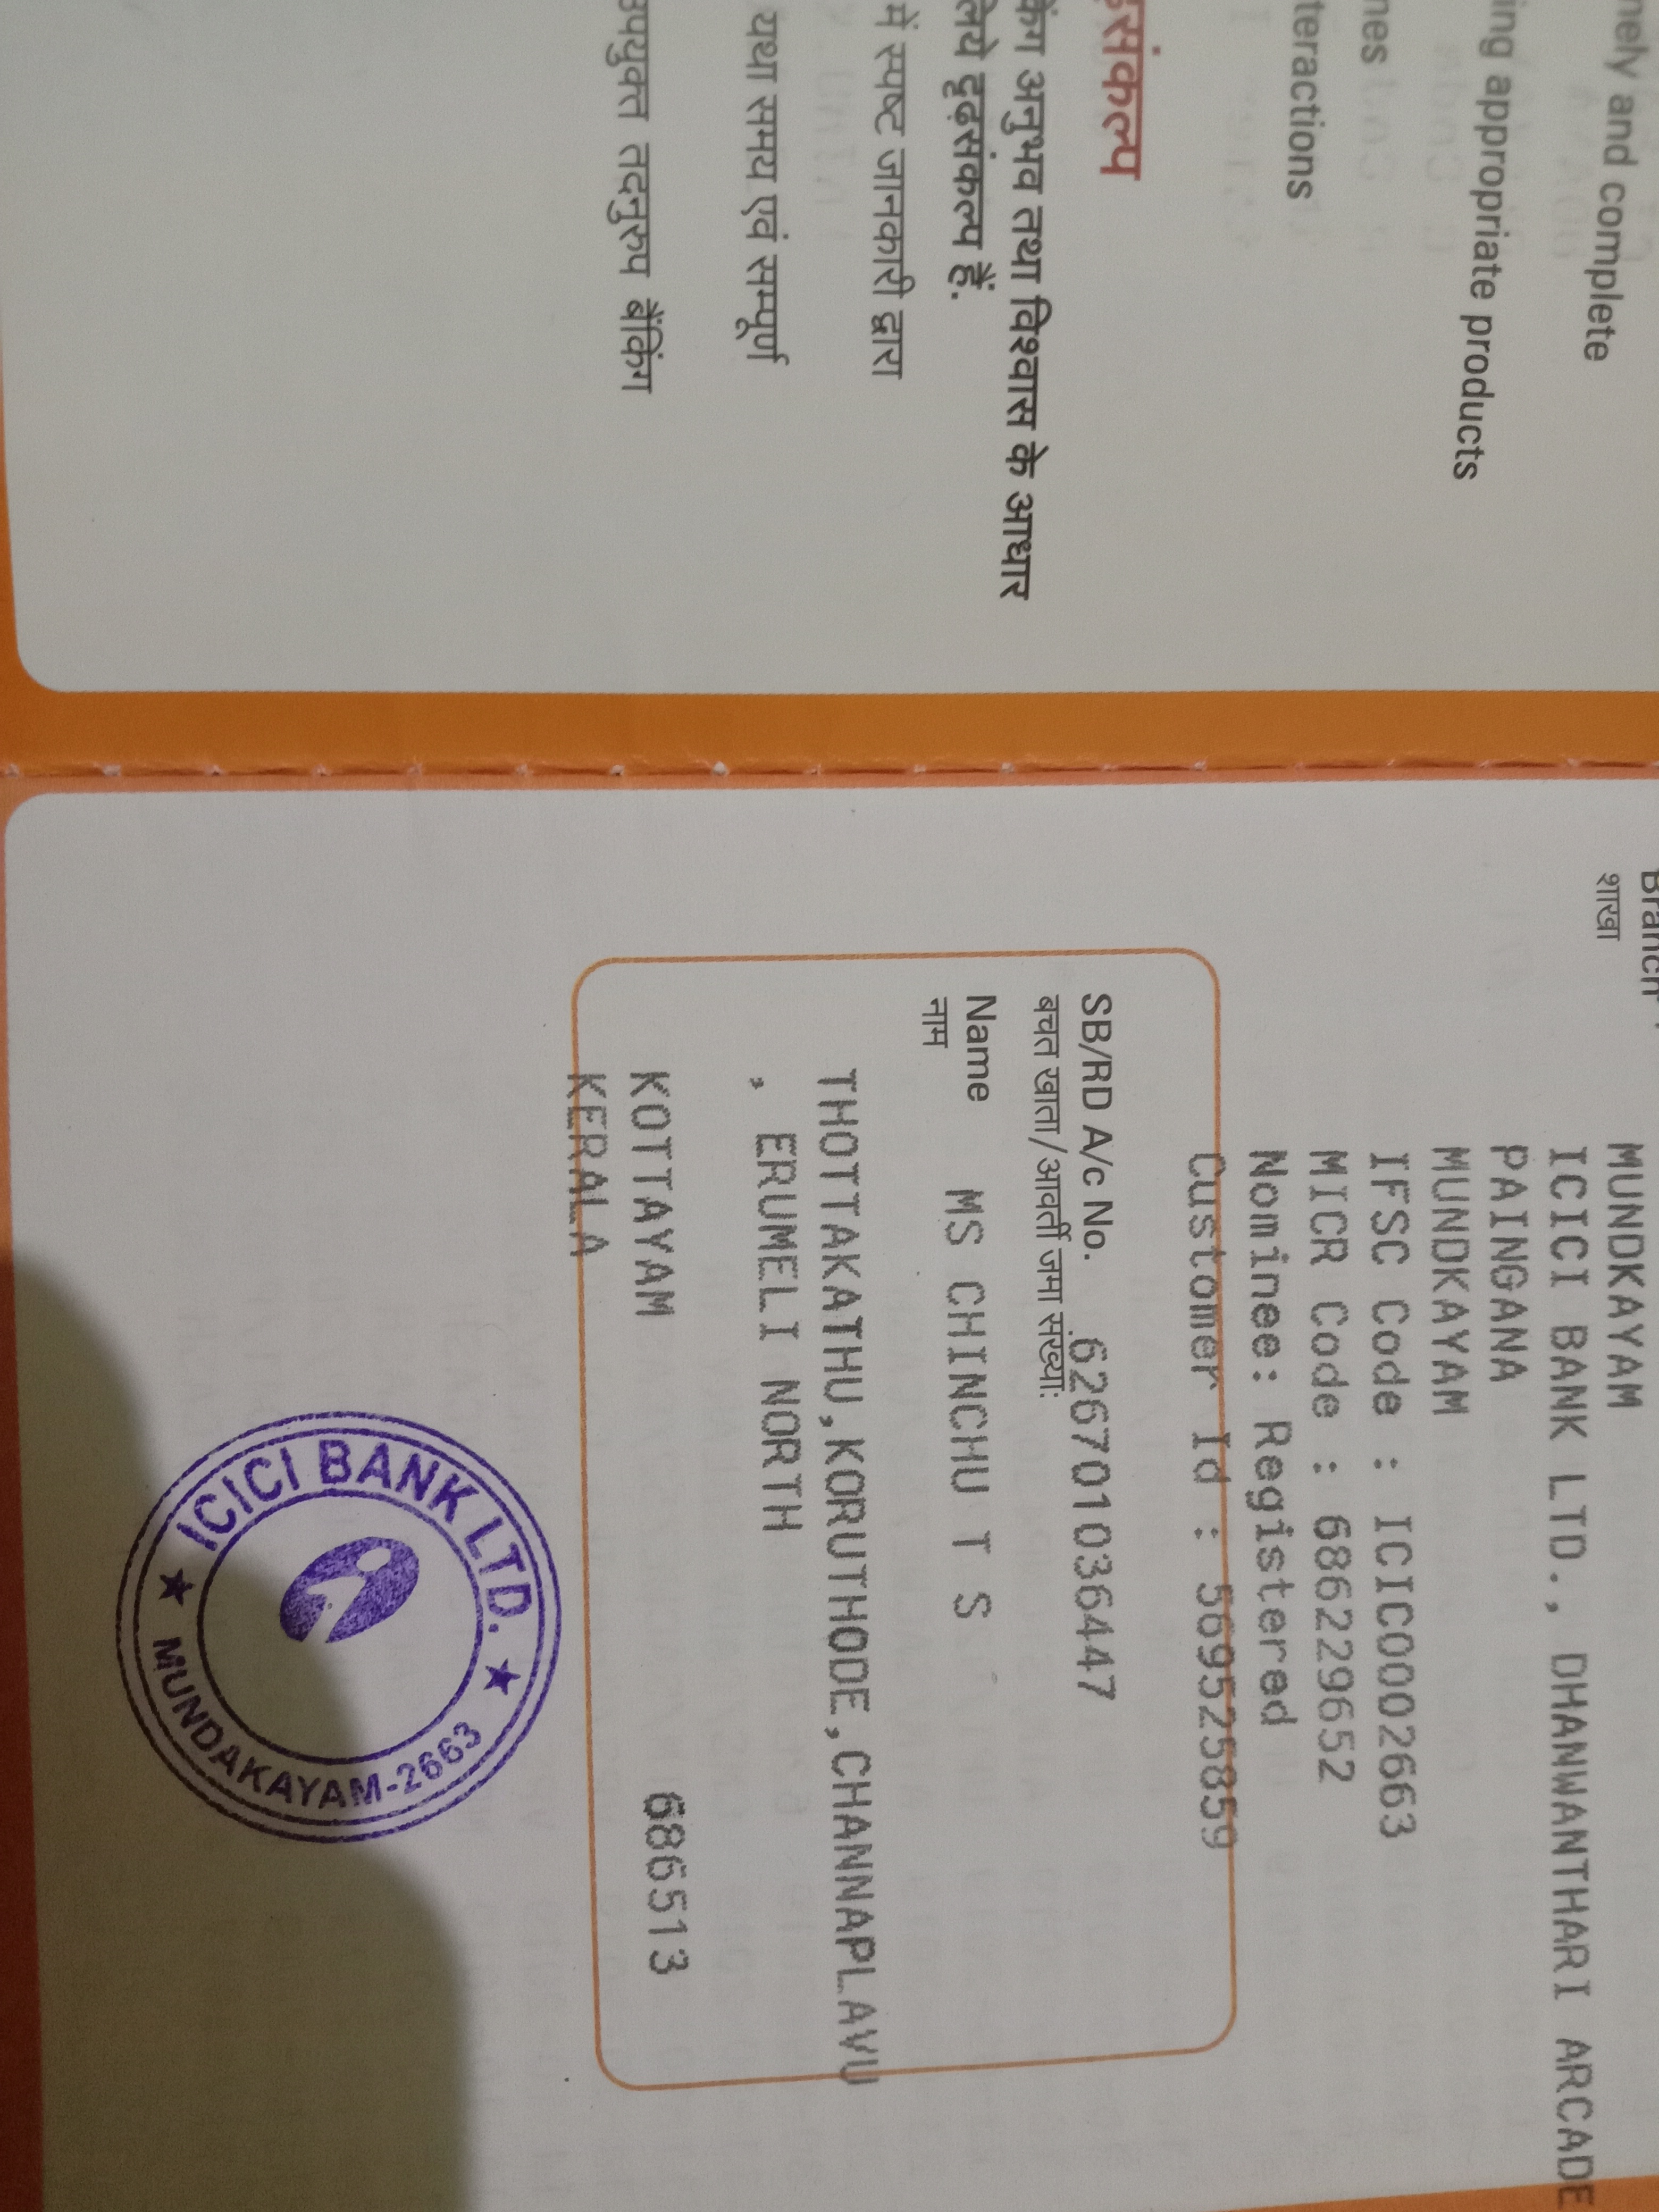 nely and complete
ing appropriate products
nes
teractions
संकल्प
अनुभव तथा विश्वास के आधार
लिये दृढ़संकल्प हैं.
में स्पष्ट जानकारी द्वारा
यथा समय एवं सम्पूर्ण
उपयुक्त तदनुरुप बैंकिंग
Branch
शाखा
MUNDKAYAM
ICICI BANK LTD., DHANWANTHARI ARCADE
PAINGANA
MUNDKAYAM
IFSC Code : ICIC0002663
MICR Code : 686229652
Nominee: Registered
Customer Id : 569525859
SB/RD A/c No. 626701036447
बचत खाता/आवर्ती जमा संख्या:
Name MS CHINCHU T S
नाम
THOTTAKATHU,KORUTHODE,CHANNAPLAVU
, ERUMELI NORTH
KOTTAYAM 686513
KERALA
ICICI BANK LTD.
MUNDAKAYAM-2663